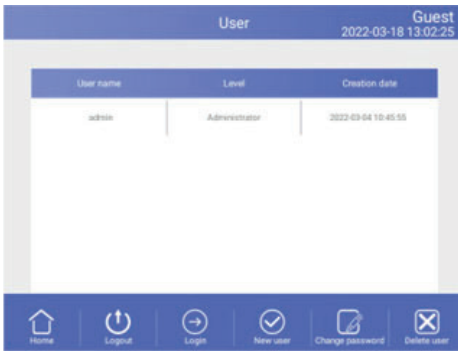 User
Guest
2022-03-18 13:02:25
User name Level Creation date
admin Administrator 2022-03-04 10:45:55
Home Logout Login New user Change password Delete user